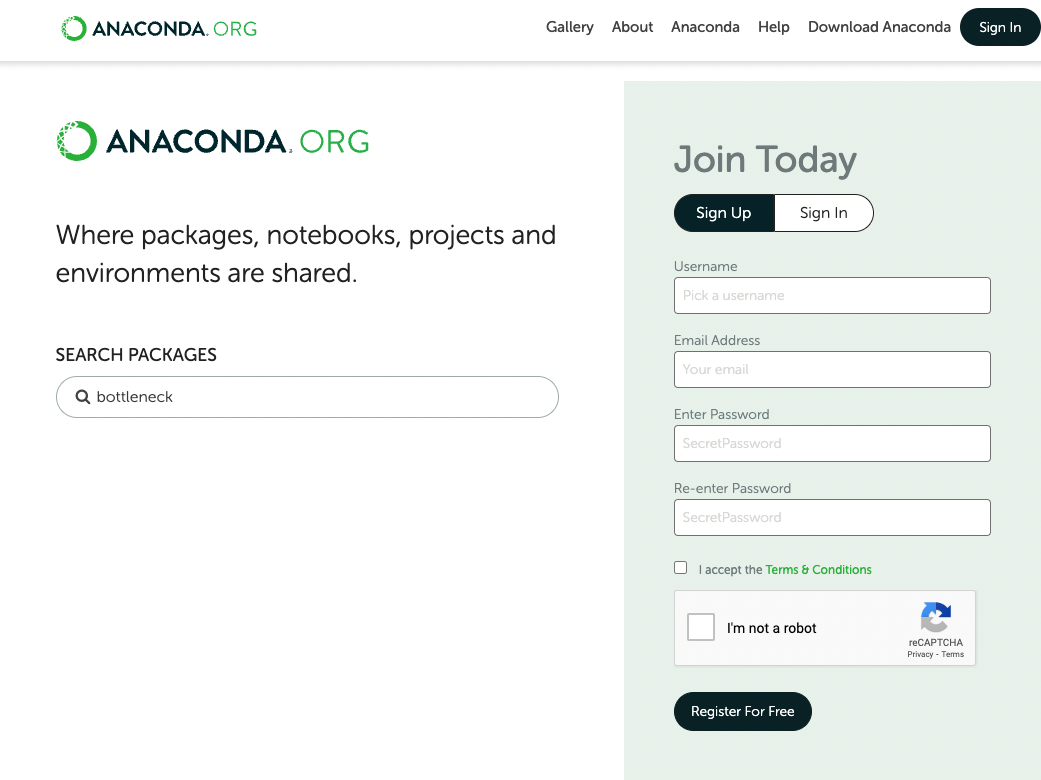 ANACONDA.ORG
Gallery About Anaconda Help Download Anaconda Sign In
ANACONDA.ORG
Where packages, notebooks, projects and
environments are shared.
SEARCH PACKAGES
bottleneck
Join Today
Sign Up Sign In
Username
Pick a username
Email Address
Your email
Enter Password
SecretPassword
Re-enter Password
SecretPassword
I accept the Terms & Conditions
I'm not a robot
reCAPTCHA
Privacy - Terms
Register For Free